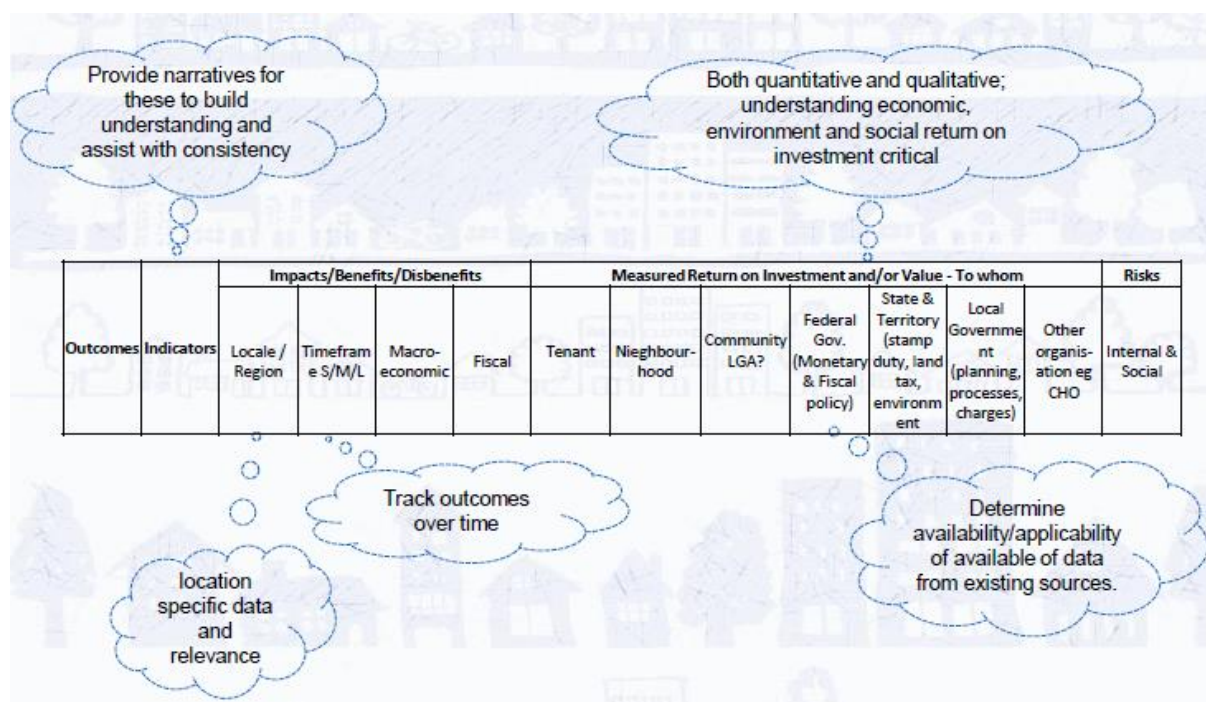 Provide narratives for
these to build
understanding and
assist with consistency
Both quantitative and qualitative;
understanding economic,
environment and social return on
investment critical
Impacts/Benefits/Disbenefits
Measured Return on Investment and/or Value - To whom
Risks
Outcomes
Indicators
Locale /
Region
Timefram
e S/M/L
Macro-
economic
Fiscal
Tenant
Nieghbour-
hood
Community
LGA?
Federal
Gov.
(Monetary
& Fiscal
policy)
State &
Territory
(stamp
duty, land
tax,
environm
ent
Local
Governme
nt
(planning,
processes,
charges)
Other
organis-
ation eg
CHO
Internal &
Social
Track outcomes
over time
location
specific data
and
relevance
Determine
availability/applicability
of available of data
from existing sources.